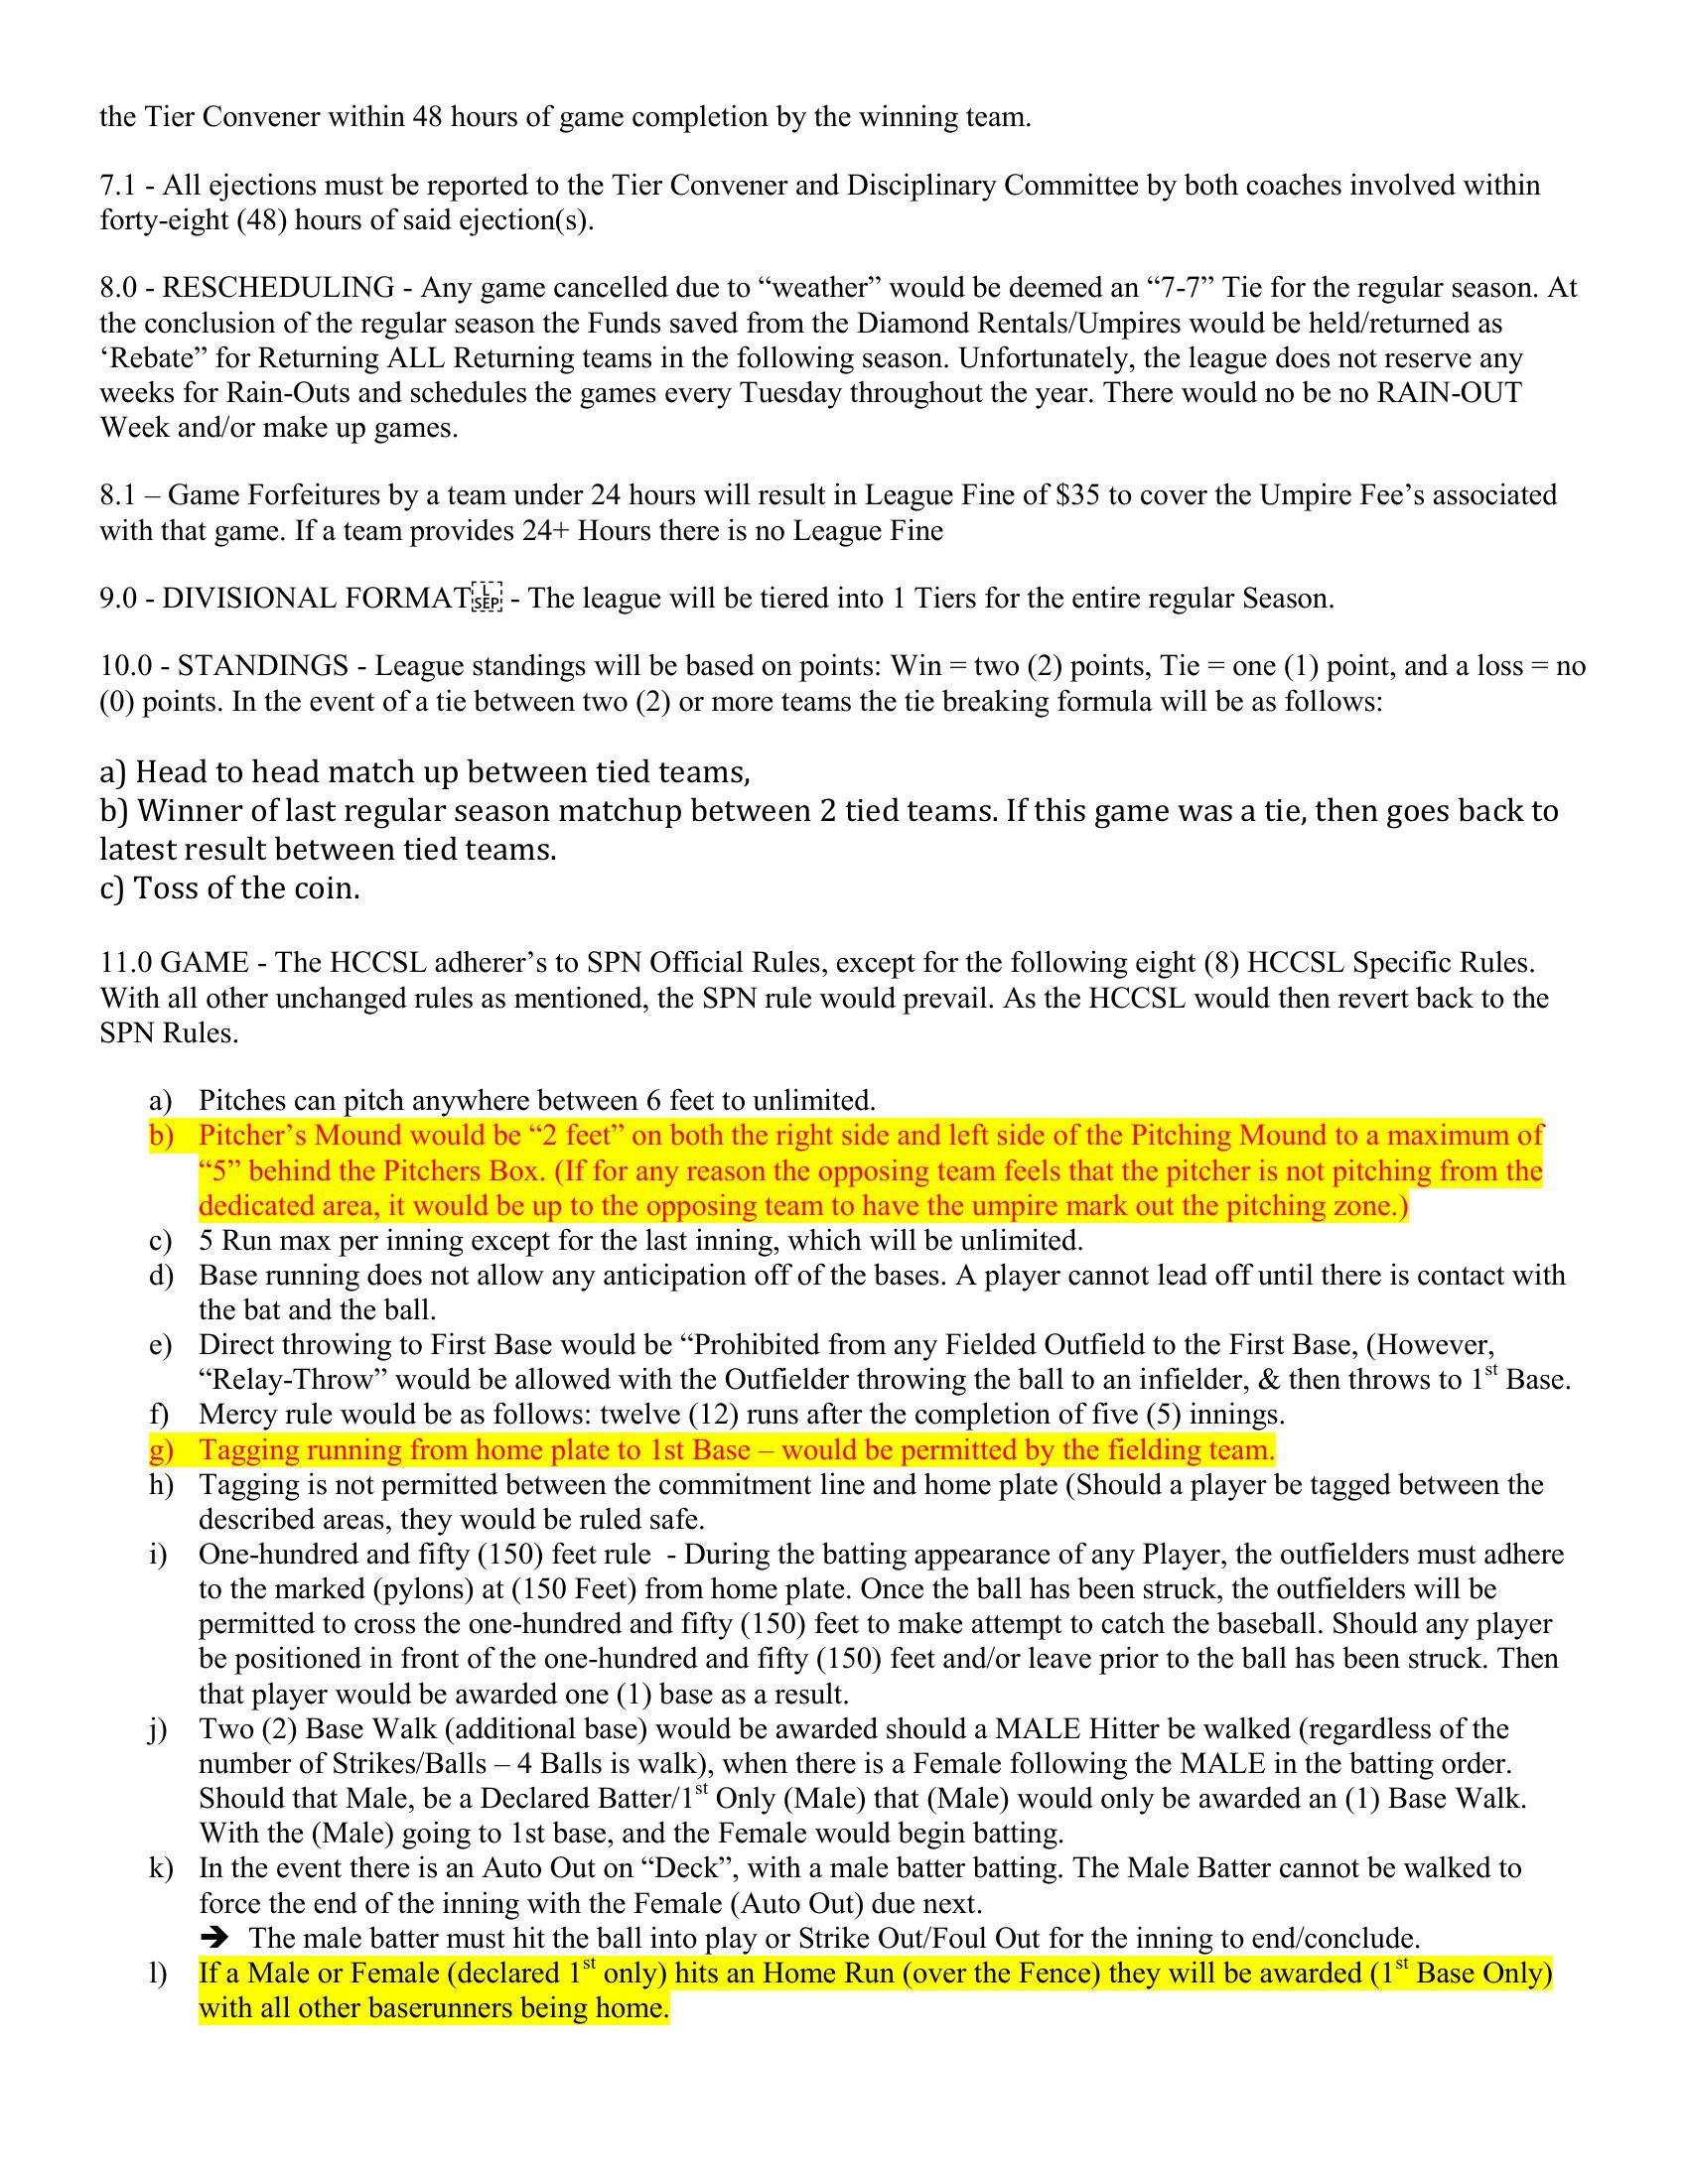 the Tier Convener within 48 hours of game completion by the winning team.
7.1 - All ejections must be reported to the Tier Convener and Disciplinary Committee by both coaches involved within
forty-eight (48) hours of said ejection(s).
8.0 - RESCHEDULING - Any game cancelled due to “weather” would be deemed an “7-7” Tie for the regular season. At
the conclusion of the regular season the Funds saved from the Diamond Rentals/Umpires would be held/returned as
‘Rebate” for Returning ALL Returning teams in the following season. Unfortunately, the league does not reserve any
weeks for Rain-Outs and schedules the games every Tuesday throughout the year. There would no be no RAIN-OUT
Week and/or make up games.
8.1 – Game Forfeitures by a team under 24 hours will result in League Fine of $35 to cover the Umpire Fee’s associated
with that game. If a team provides 24+ Hours there is no League Fine
9.0 - DIVISIONAL FORMAT L SEP - The league will be tiered into 1 Tiers for the entire regular Season.
10.0 - STANDINGS - League standings will be based on points: Win = two (2) points, Tie = one (1) point, and a loss = no
(0) points. In the event of a tie between two (2) or more teams the tie breaking formula will be as follows:
a) Head to head match up between tied teams,
b) Winner of last regular season matchup between 2 tied teams. If this game was a tie, then goes back to
latest result between tied teams.
c) Toss of the coin.
11.0 GAME - The HCCSL adherer’s to SPN Official Rules, except for the following eight (8) HCCSL Specific Rules.
With all other unchanged rules as mentioned, the SPN rule would prevail. As the HCCSL would then revert back to the
SPN Rules.
a) Pitches can pitch anywhere between 6 feet to unlimited.
b) Pitcher’s Mound would be “2 feet” on both the right side and left side of the Pitching Mound to a maximum of
“5” behind the Pitchers Box. (If for any reason the opposing team feels that the pitcher is not pitching from the
dedicated area, it would be up to the opposing team to have the umpire mark out the pitching zone.)
c) 5 Run max per inning except for the last inning, which will be unlimited.
d) Base running does not allow any anticipation off of the bases. A player cannot lead off until there is contact with
the bat and the ball.
e) Direct throwing to First Base would be “Prohibited from any Fielded Outfield to the First Base, (However,
“Relay-Throw” would be allowed with the Outfielder throwing the ball to an infielder, & then throws to 1st Base.
f) Mercy rule would be as follows: twelve (12) runs after the completion of five (5) innings.
g) Tagging running from home plate to 1st Base – would be permitted by the fielding team.
h) Tagging is not permitted between the commitment line and home plate (Should a player be tagged between the
described areas, they would be ruled safe.
i) One-hundred and fifty (150) feet rule - During the batting appearance of any Player, the outfielders must adhere
to the marked (pylons) at (150 Feet) from home plate. Once the ball has been struck, the outfielders will be
permitted to cross the one-hundred and fifty (150) feet to make attempt to catch the baseball. Should any player
be positioned in front of the one-hundred and fifty (150) feet and/or leave prior to the ball has been struck. Then
that player would be awarded one (1) base as a result.
j) Two (2) Base Walk (additional base) would be awarded should a MALE Hitter be walked (regardless of the
number of Strikes/Balls – 4 Balls is walk), when there is a Female following the MALE in the batting order.
Should that Male, be a Declared Batter/1st Only (Male) that (Male) would only be awarded an (1) Base Walk.
With the (Male) going to 1st base, and the Female would begin batting.
k) In the event there is an Auto Out on “Deck”, with a male batter batting. The Male Batter cannot be walked to
force the end of the inning with the Female (Auto Out) due next.
➔ The male batter must hit the ball into play or Strike Out/Foul Out for the inning to end/conclude.
l) If a Male or Female (declared 1st only) hits an Home Run (over the Fence) they will be awarded (1st Base Only)
with all other baserunners being home.